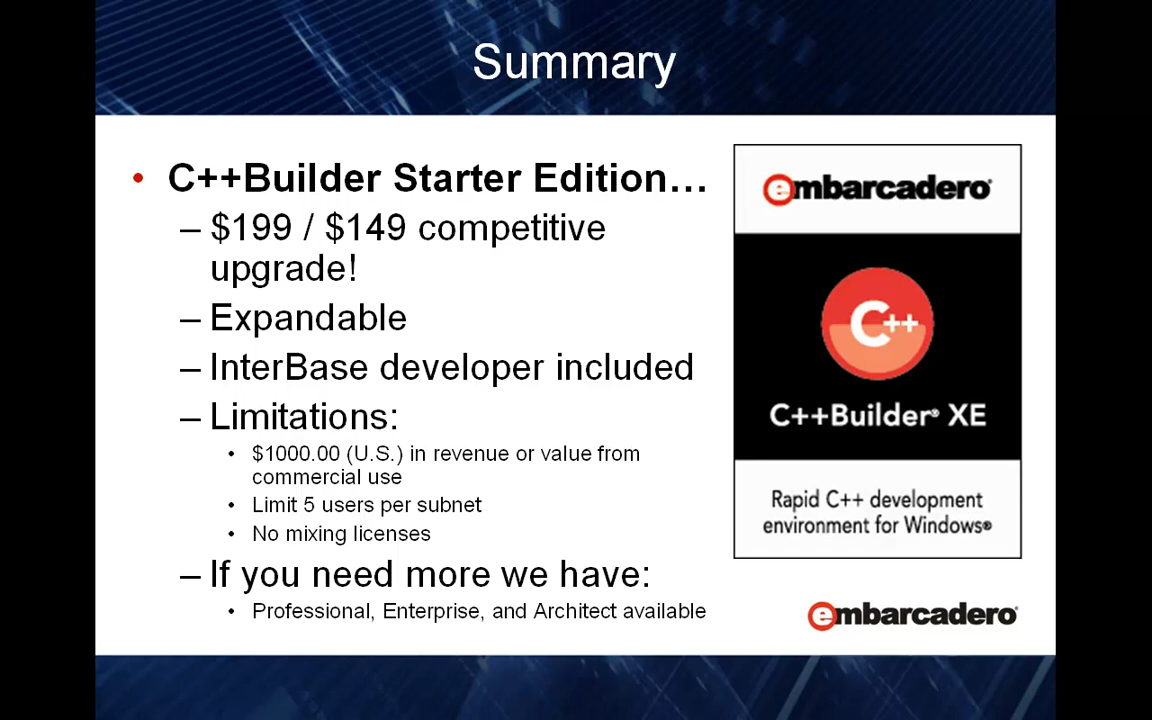 Summary
• C++Builder Starter Edition…
– $199 / $149 competitive
upgrade!
– Expandable
– InterBase developer included
– Limitations:
• $1000.00 (U.S.) in revenue or value from
commercial use
• Limit 5 users per subnet
• No mixing licenses
– If you need more we have:
• Professional, Enterprise, and Architect available
embarcadero®
C++
C++Builder® XE
Rapid C++ development
environment for Windows®
embarcadero®